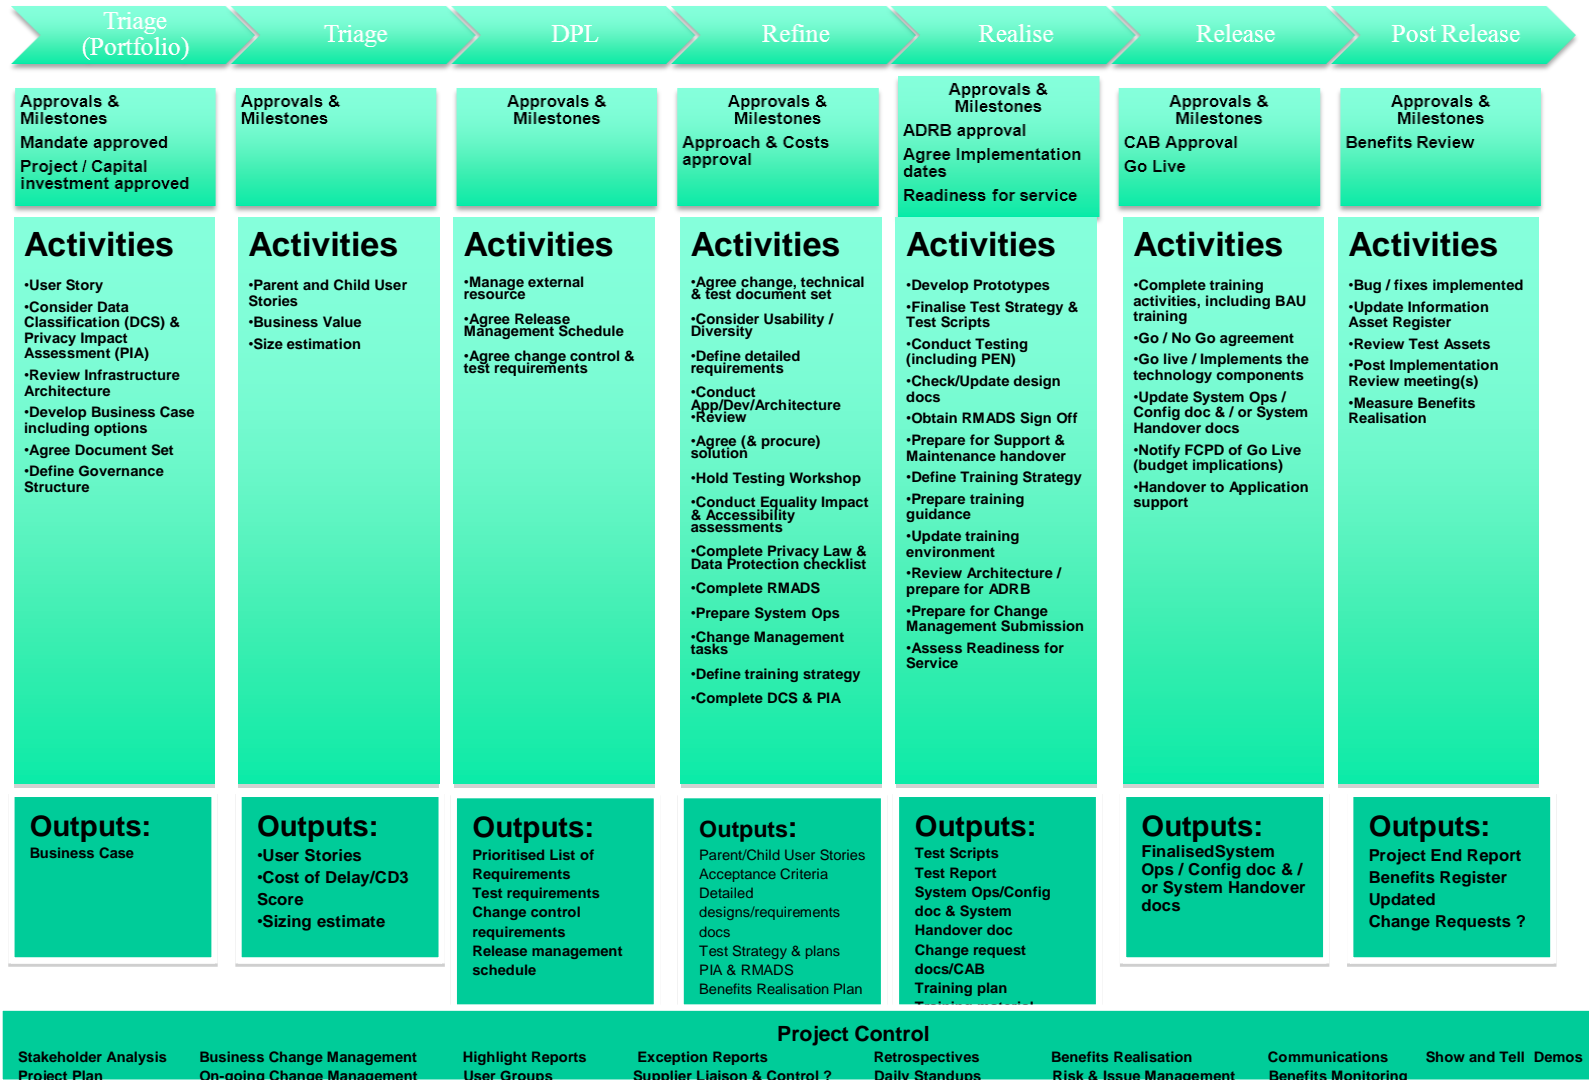 Triage
(Portfolio)
Triage
DPL
Refine
Realise
Release
Post Release
Approvals &
Milestones
Mandate approved
Project / Capital
investment approved
Approvals &
Milestones
Approvals &
Milestones
Approvals &
Milestones
Approach & Costs
approval
Approvals &
Milestones
ADRB approval
Agree Implementation
dates
Readiness for service
Approvals &
Milestones
CAB Approval
Go Live
Approvals &
Milestones
Benefits Review
Activities
•User Story
•Consider Data
Classification (DCS) &
Privacy Impact
Assessment (PIA)
•Review Infrastructure
Architecture
•Develop Business Case
including options
•Agree Document Set
•Define Governance
Structure
Activities
•Parent and Child User
Stories
•Business Value
•Size estimation
Activities
•Manage external
resource
•Agree Release
Management Schedule
•Agree change control &
test requirements
Activities
•Agree change, technical
& test document set
•Consider Usability /
Diversity
•Define detailed
requirements
•Conduct
App/Dev/Architecture
•Review
•Agree (& procure)
solution
•Hold Testing Workshop
•Conduct Equality Impact
& Accessibility
assessments
•Complete Privacy Law &
Data Protection checklist
•Complete RMADS
•Prepare System Ops
•Change Management
tasks
•Define training strategy
•Complete DCS & PIA
Activities
•Develop Prototypes
•Finalise Test Strategy &
Test Scripts
•Conduct Testing
(including PEN)
•Check/Update design
docs
•Obtain RMADS Sign Off
•Prepare for Support &
Maintenance handover
•Define Training Strategy
•Prepare training
guidance
•Update training
environment
•Review Architecture /
prepare for ADRB
•Prepare for Change
Management Submission
•Assess Readiness for
Service
Activities
•Complete training
activities, including BAU
training
•Go / No Go agreement
•Go live / Implements the
technology components
•Update System Ops /
Config doc & / or System
Handover docs
•Notify FCPD of Go Live
(budget implications)
•Handover to Application
support
Activities
•Bug / fixes implemented
•Update Information
Asset Register
•Review Test Assets
•Post Implementation
Review meeting(s)
•Measure Benefits
Realisation
Outputs:
Business Case
Outputs:
•User Stories
•Cost of Delay/CD3
Score
•Sizing estimate
Outputs:
Prioritised List of
Requirements
Test requirements
Change control
requirements
Release management
schedule
Outputs:
Parent/Child User Stories
Acceptance Criteria
Detailed
designs/requirements
docs
Test Strategy & plans
PIA & RMADS
Benefits Realisation Plan
Outputs:
Test Scripts
Test Report
System Ops/Config
doc & System
Handover doc
Change request
docs/CAB
Training plan
Training material
Outputs:
FinalisedSystem
Ops / Config doc & /
or System Handover
docs
Outputs:
Project End Report
Benefits Register
Updated
Change Requests ?
Project Control
Stakeholder Analysis Business Change Management Highlight Reports Exception Reports Retrospectives Benefits Realisation Communications Show and Tell Demos
Project Plan On-going Change Management User Groups Supplier Liaison & Control ? Daily Standups Risk & Issue Management Benefits Monitoring